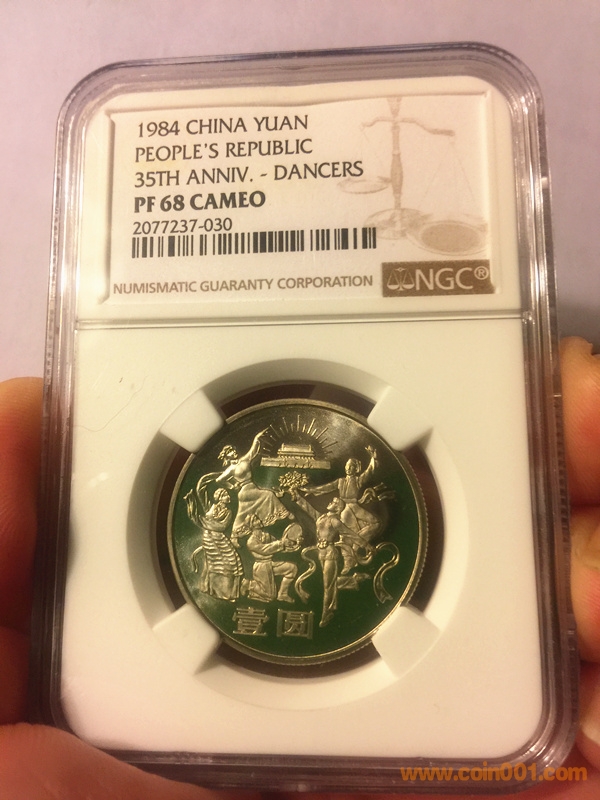 1984 CHINA YUAN
PEOPLE'S REPUBLIC
35TH ANNIV. - DANCERS
PF 68 CAMEO
2077237-030
NUMISMATIC GUARANTY CORPORATION
NGC®
壹圆
www.coin001.com